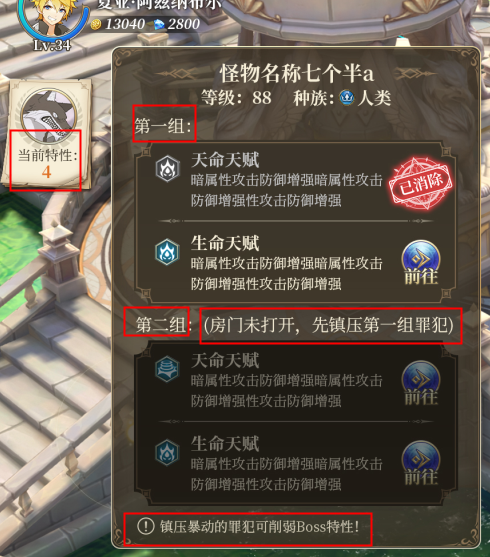 夏亚·阿兹纳布尔
13040 2800
Lv.34
怪物名称七个半a
等级：88 种族：人类
当前特性：
4
第一组：
天命天赋
暗属性攻击防御增强暗属性攻击
防御增强性攻击防御增强
已消除
生命天赋
暗属性攻击防御增强暗属性攻击
防御增强性攻击防御增强
前往
第二组：(房门未打开，先镇压第一组罪犯)
天命天赋
暗属性攻击防御增强暗属性攻击
防御增强性攻击防御增强
前往
生命天赋
暗属性攻击防御增强暗属性攻击
防御增强性攻击防御增强
前往
镇压暴动的罪犯可削弱Boss特性！